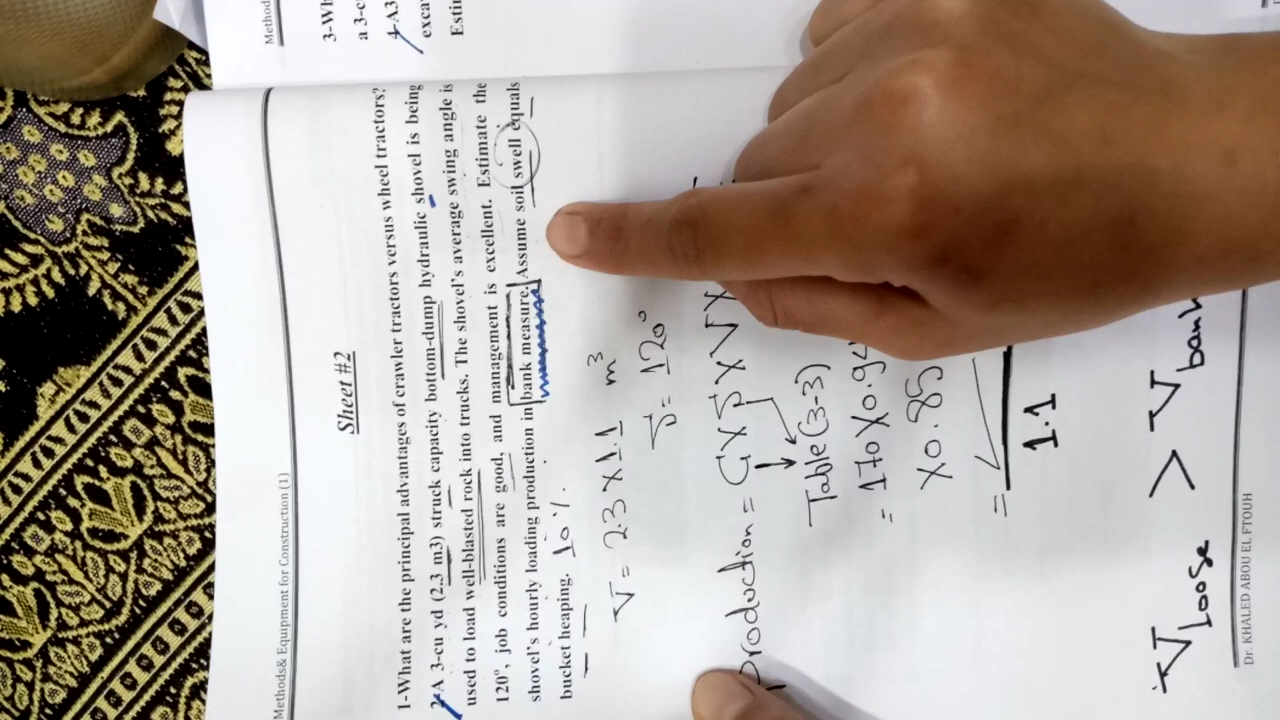 Methods& Equipment for Construction (1)
Sheet #2
1-What are the principal advantages of crawler tractors versus wheel tractors?
2-A 3-cu yd (2.3 m3) struck capacity bottom-dump hydraulic shovel is being
used to load well-blasted rock into trucks. The shovel's average swing angle is
120º, job conditions are good, and management is excellent. Estimate the
shovel's hourly loading production in bank measure. Assume soil swell equals
bucket heaping. 10%.
V = 2.3 X 1.1 m³
J = 120°
production = C X J X V X
Table (3-3)
= 170 X 0.94
X 0.85
=
1.1
V Loose > V bank
Dr. KHALED ABOU EL FTOUH
Method
3-Wh
a 3-c
4-A3
exca
Esti